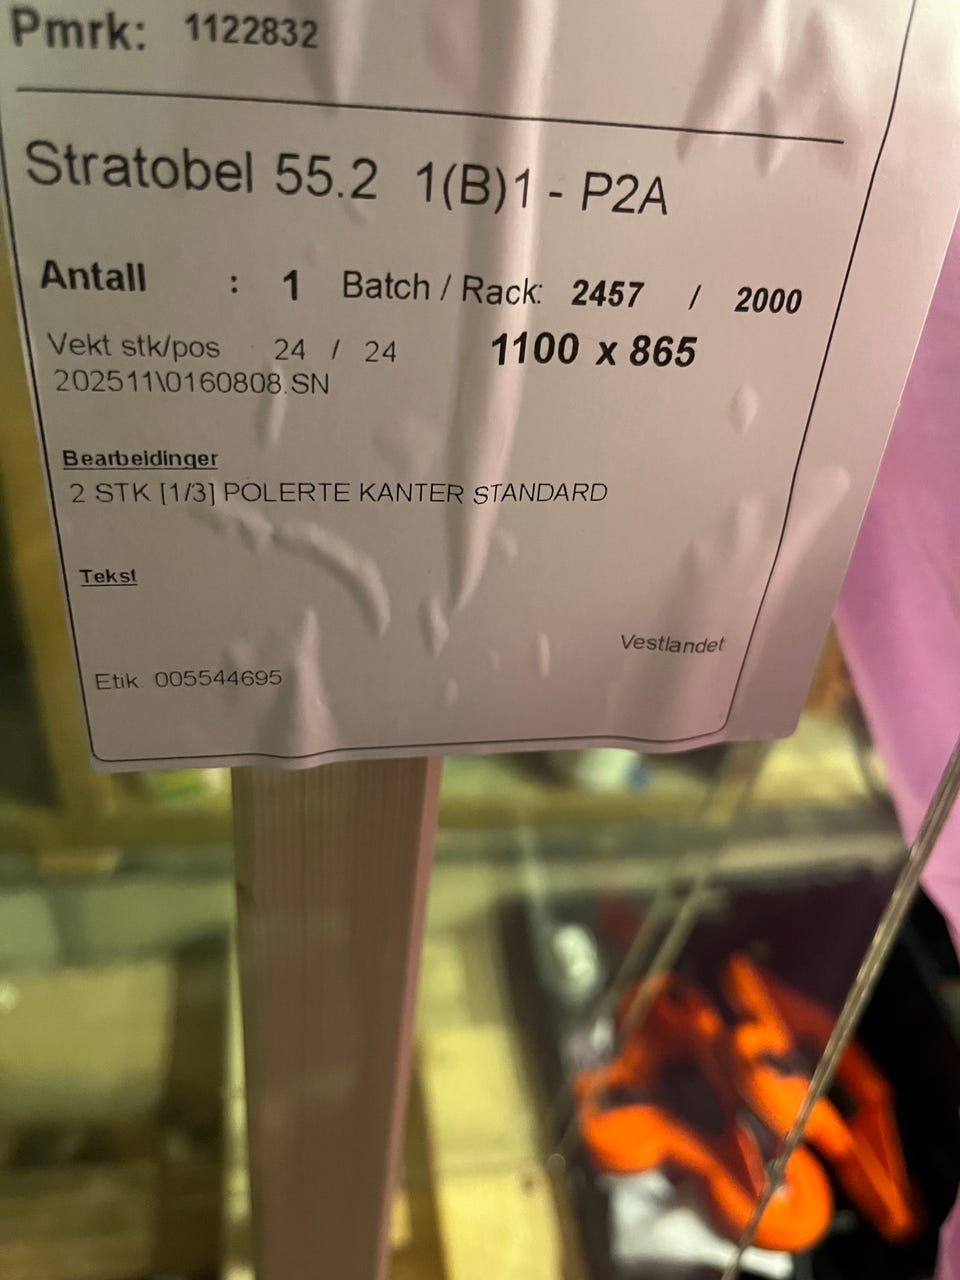 Pmrk: 1122832
Stratobel 55.2 1(B)1 - P2A
Antall : 1 Batch / Rack: 2457 / 2000
Vekt stk/pos 24 / 24 1100 x 865
202511\0160808.SN
Bearbeidinger
2 STK [1/3] POLERTE KANTER STANDARD
Tekst
Vestlandet
Etik. 005544695